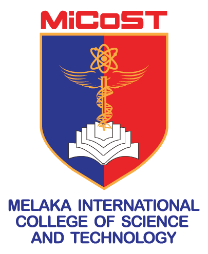 MiCoST
MELAKA INTERNATIONAL
COLLEGE OF SCIENCE
AND TECHNOLOGY